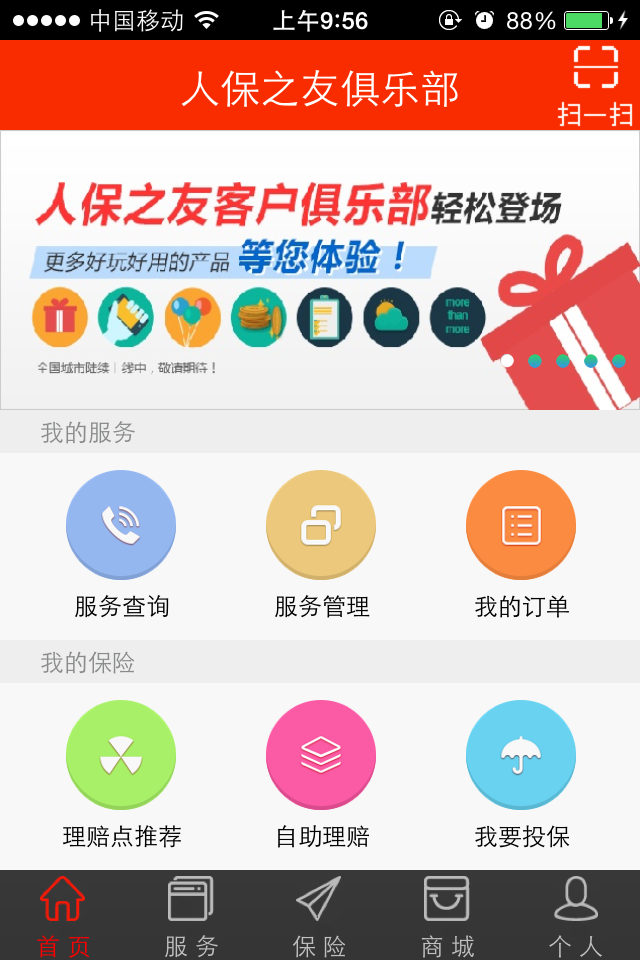 中国移动 上午9:56 88%
人保之友俱乐部
扫一扫
人保之友客户俱乐部轻松登场
更多好玩好用的产品 等您体验！
more
than
more
全国城市陆续 线中，敬请期待！
我的服务
服务查询 服务管理 我的订单
我的保险
理赔点推荐 自助理赔 我要投保
首页 服务 保险 商城 个人